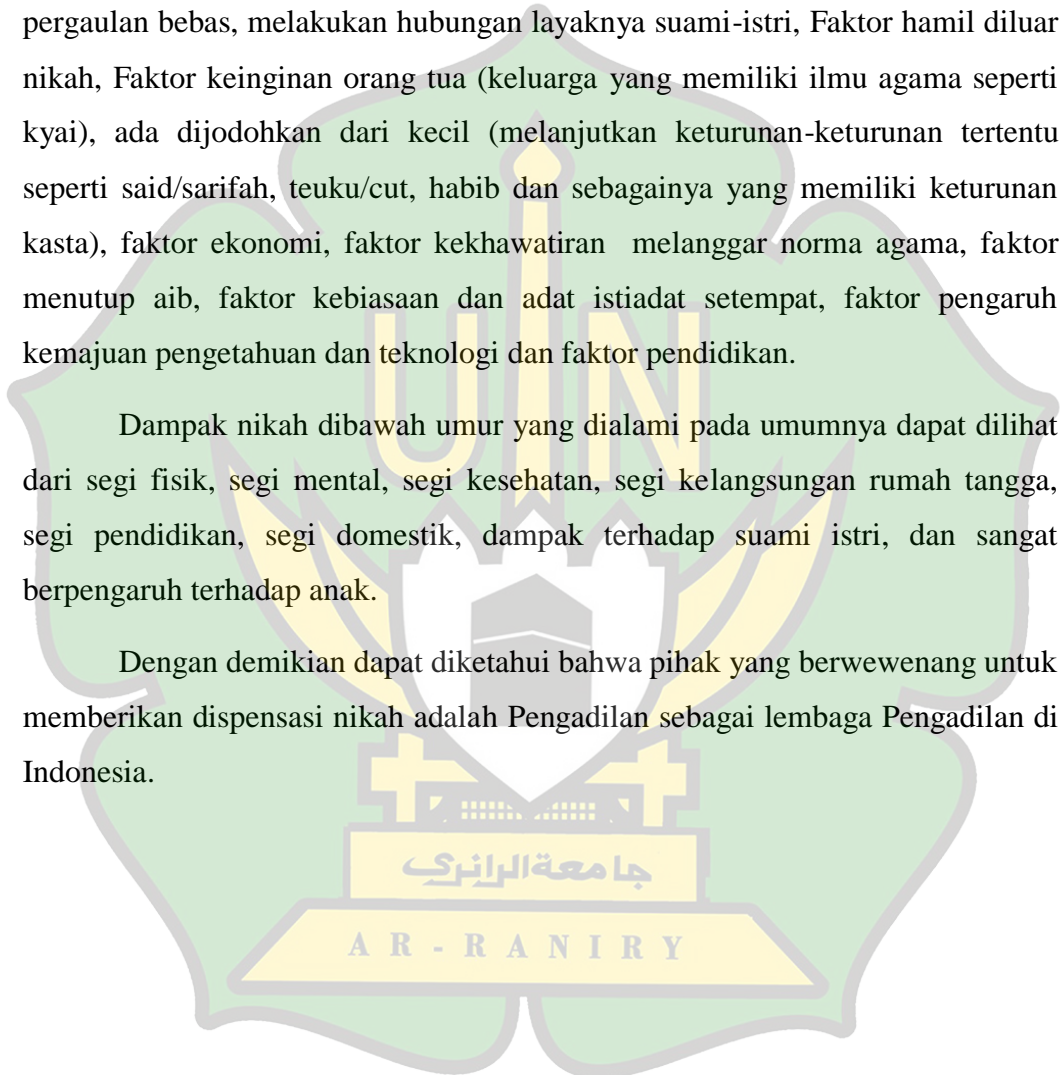 pergaulan bebas, melakukan hubungan layaknya suami-istri, Faktor hamil diluar
nikah, Faktor keinginan orang tua (keluarga yang memiliki ilmu agama seperti
kyai), ada dijodohkan dari kecil (melanjutkan keturunan-keturunan tertentu
seperti said/sarifah, teuku/cut, habib dan sebagainya yang memiliki keturunan
kasta), faktor ekonomi, faktor kekhawatiran melanggar norma agama, faktor
menutup aib, faktor kebiasaan dan adat istiadat setempat, faktor pengaruh
kemajuan pengetahuan dan teknologi dan faktor pendidikan.
Dampak nikah dibawah umur yang dialami pada umumnya dapat dilihat
dari segi fisik, segi mental, segi kesehatan, segi kelangsungan rumah tangga,
segi pendidikan, segi domestik, dampak terhadap suami istri, dan sangat
berpengaruh terhadap anak.
Dengan demikian dapat diketahui bahwa pihak yang berwewenang untuk
memberikan dispensasi nikah adalah Pengadilan sebagai lembaga Pengadilan di
Indonesia.
UIN
جامعةالرانري
AR-RANIRY